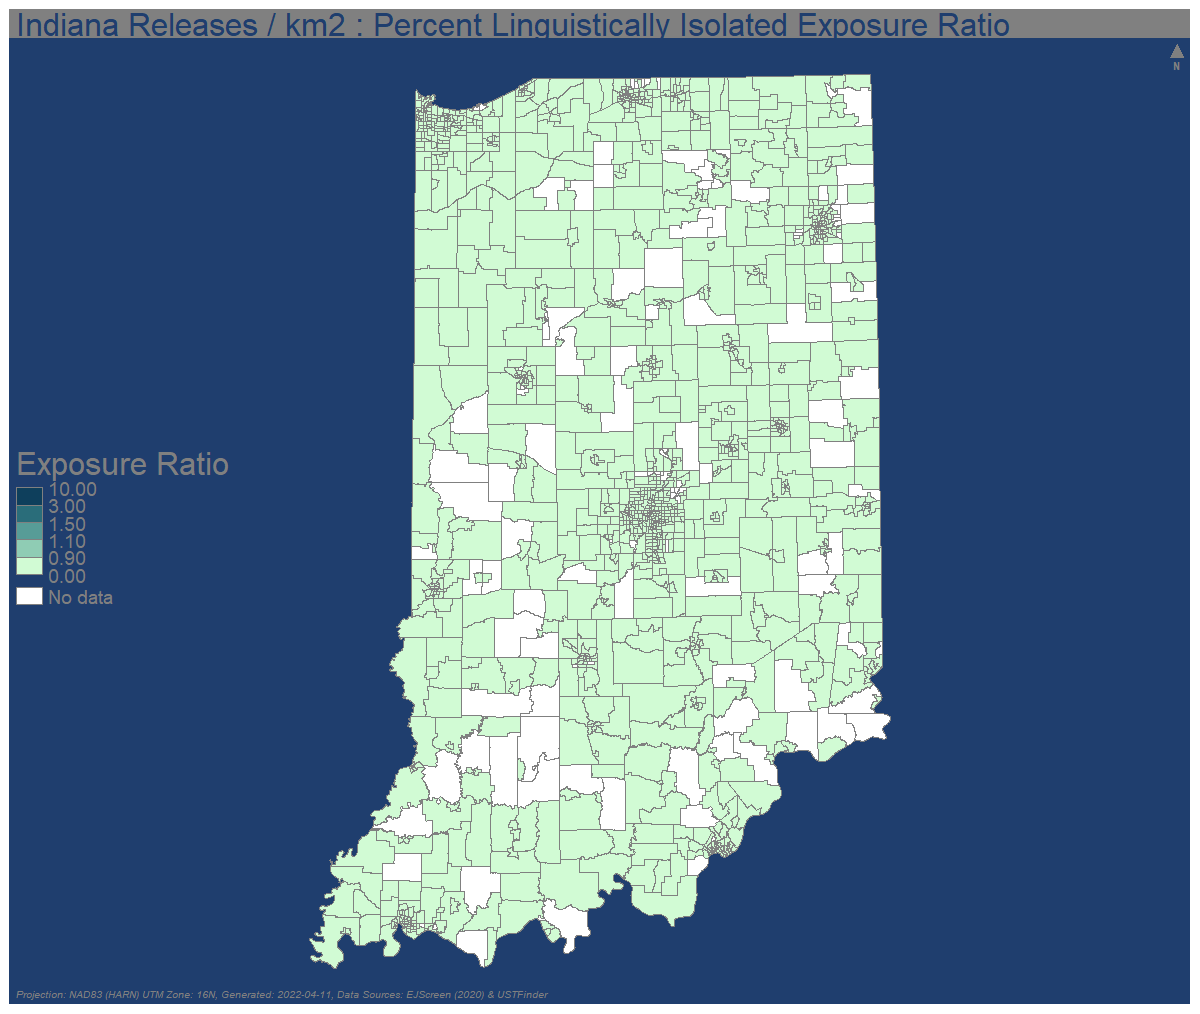 Indiana Releases / km2 : Percent Linguistically Isolated Exposure Ratio
N
Exposure Ratio
10.00
3.00
1.50
1.10
0.90
0.00
No data
Projection: NAD83 (HARN) UTM Zone: 16N, Generated: 2022-04-11, Data Sources: EJScreen (2020) & USTFinder